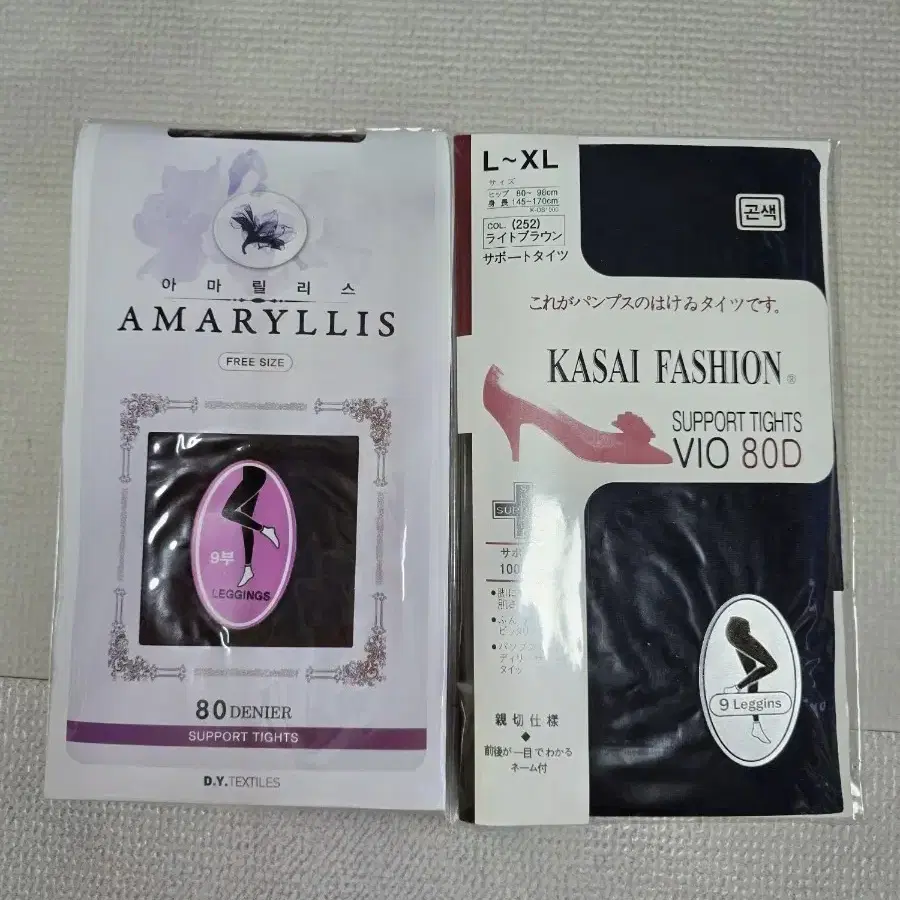 아마릴리스
AMARYLLIS
FREE SIZE
9부
LEGGINGS
80 DENIER
SUPPORT TIGHTS
D.Y.TEXTILES
L~XL
サイズ
ヒップ 80~98cm
身長 145-170cm
COL. (252)
ライトブラウン
サポートタイツ
곤색
これがパンプスのはけるタイツです。
KASAI FASHION
SUPPORT TIGHTS
VIO 80D
サポ
100
親切仕様
◆
前後が一目でわかる
ネーム付
9 Leggins